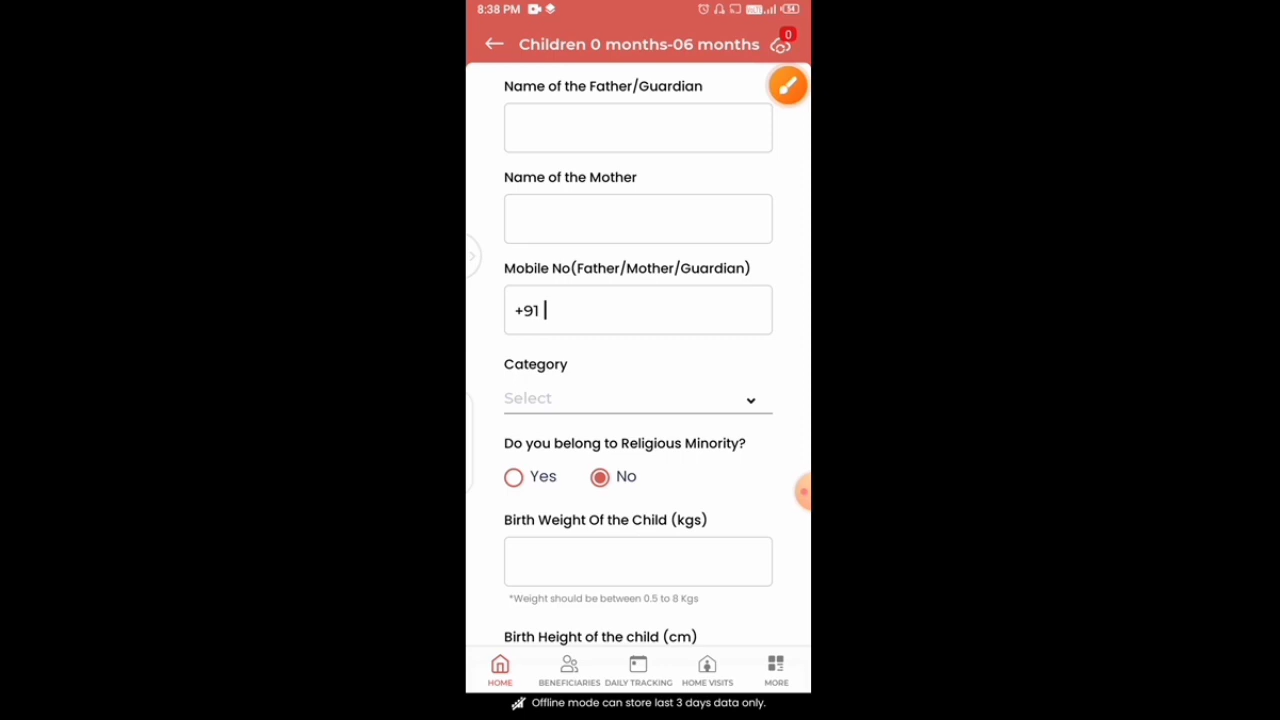 8:38 PM
54
Children 0 months-06 months
0
Name of the Father/Guardian
Name of the Mother
Mobile No(Father/Mother/Guardian)
+91
Category
Select
Do you belong to Religious Minority?
Yes
No
Birth Weight Of the Child (kgs)
*Weight should be between 0.5 to 8 Kgs
Birth Height of the child (cm)
HOME
BENEFICIARIES
DAILY TRACKING
HOME VISITS
MORE
Offline mode can store last 3 days data only.